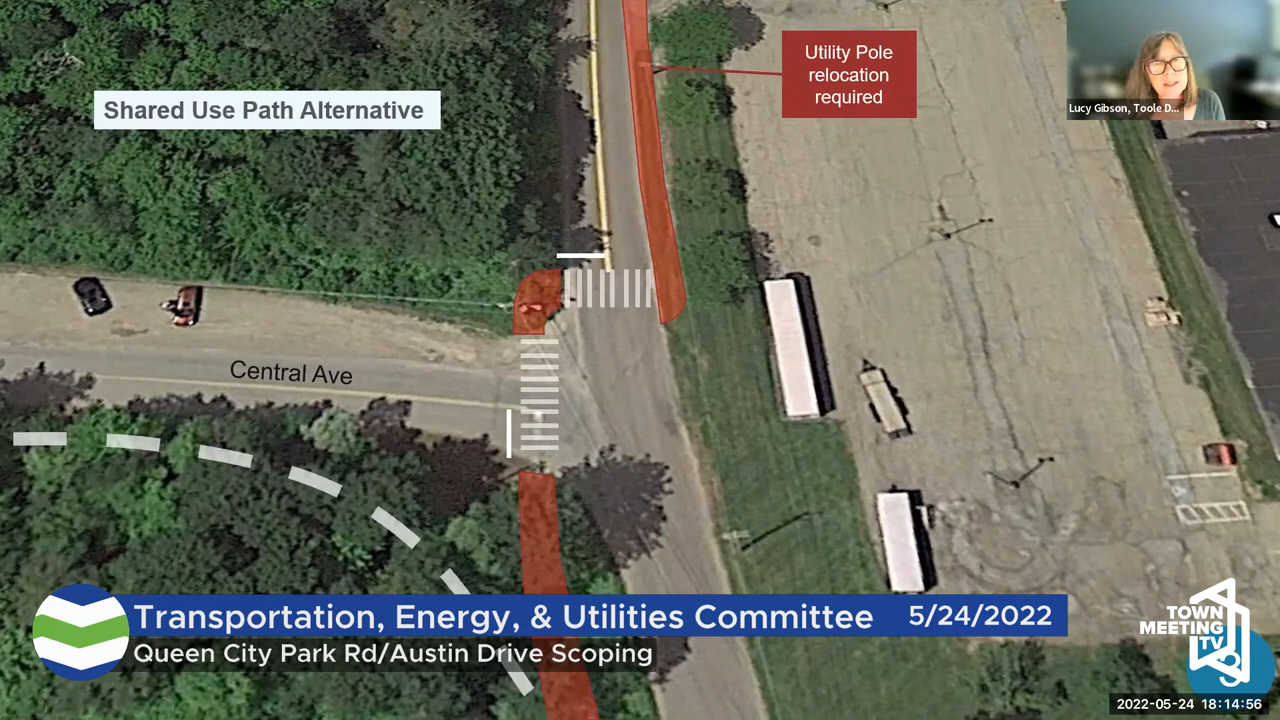 Utility Pole
relocation
required
Shared Use Path Alternative
Lucy Gibson, Toole D...
Central Ave
Transportation, Energy, & Utilities Committee 5/24/2022
Queen City Park Rd/Austin Drive Scoping
TOWN
MEETING
TV
9
2022-05-24 18:14:56